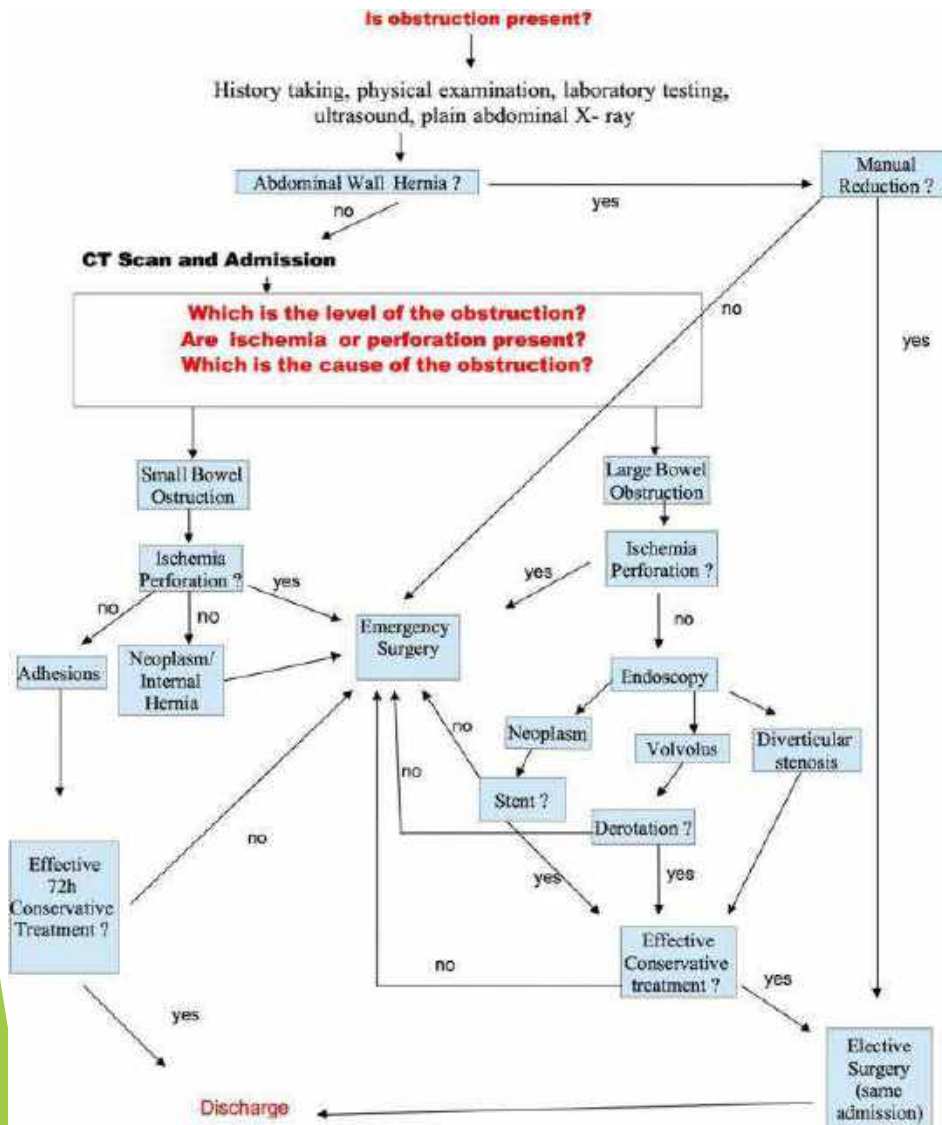 Is obstruction present?
History taking, physical examination, laboratory testing,
ultrasound, plain abdominal X- ray
Abdominal Wall Hernia ?
yes
Manual
Reduction ?
no
CT Scan and Admission
no
yes
Which is the level of the obstruction?
Are ischemia or perforation present?
Which is the cause of the obstruction?
Small Bowel
Ostruction
Large Bowel
Obstruction
Ischemia
Perforation ?
yes
no
no
Ischemia
Perforation ?
yes
no
Emergency
Surgery
Adhesions
Neoplasm/
Internal
Hernia
Endoscopy
Neoplasm
Volvolus
Diverticular
stenosis
no
no
Stent ?
Derotation ?
no
yes
yes
Effective
72h
Conservative
Treatment ?
Effective
Conservative
treatment ?
no
yes
yes
Elective
Surgery
(same
admission)
Discharge